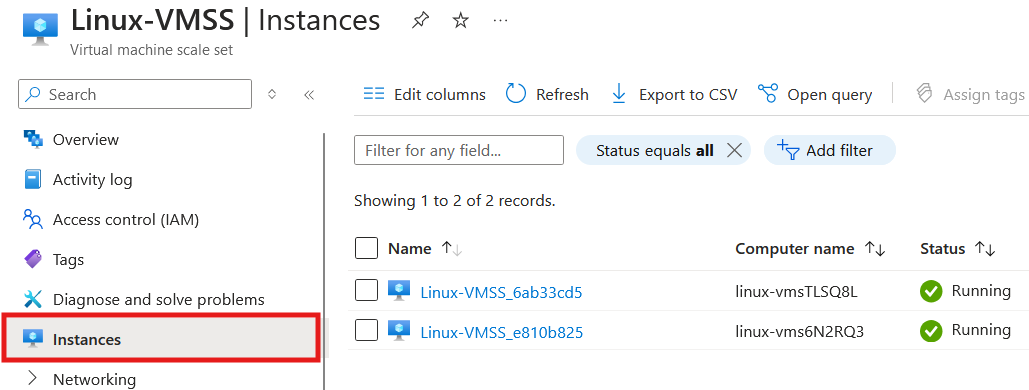 Linux-VMSS | Instances
Virtual machine scale set
Search
Overview
Activity log
Access control (IAM)
Tags
Diagnose and solve problems
Instances
Networking
Edit columns Refresh Export to CSV Open query Assign tags
Filter for any field... Status equals all Add filter
Showing 1 to 2 of 2 records.
Name Computer name Status
Linux-VMSS_6ab33cd5 linux-vmsTLSQ8L Running
Linux-VMSS_e810b825 linux-vms6N2RQ3 Running